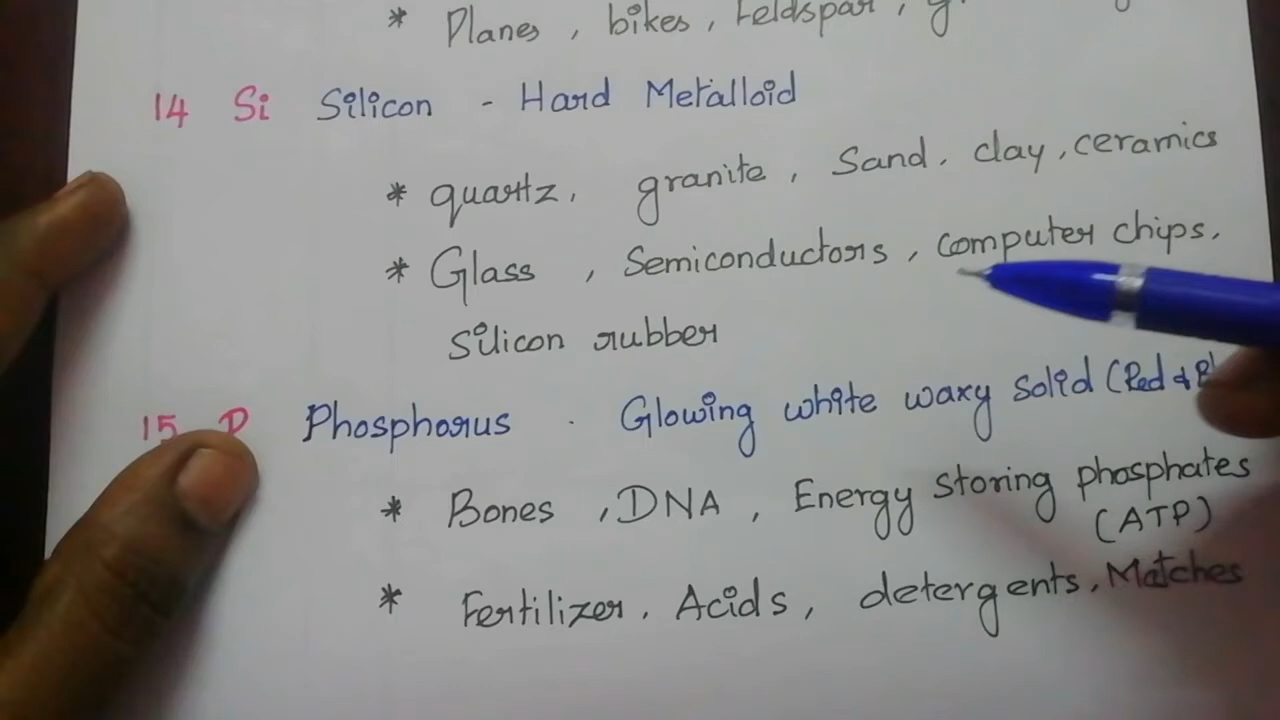 * Planes , bikes , Feldspar ,
14 Si Silicon - Hard Metalloid
* quartz, granite , Sand, clay , ceramics
* Glass , Semiconductors , computer chips,
Silicon rubber
15 P Phosphorus - Glowing white waxy solid (Red &
* Bones , DNA , Energy storing phosphates
(ATP)
* Fertilizer, Acids, detergents, Matches